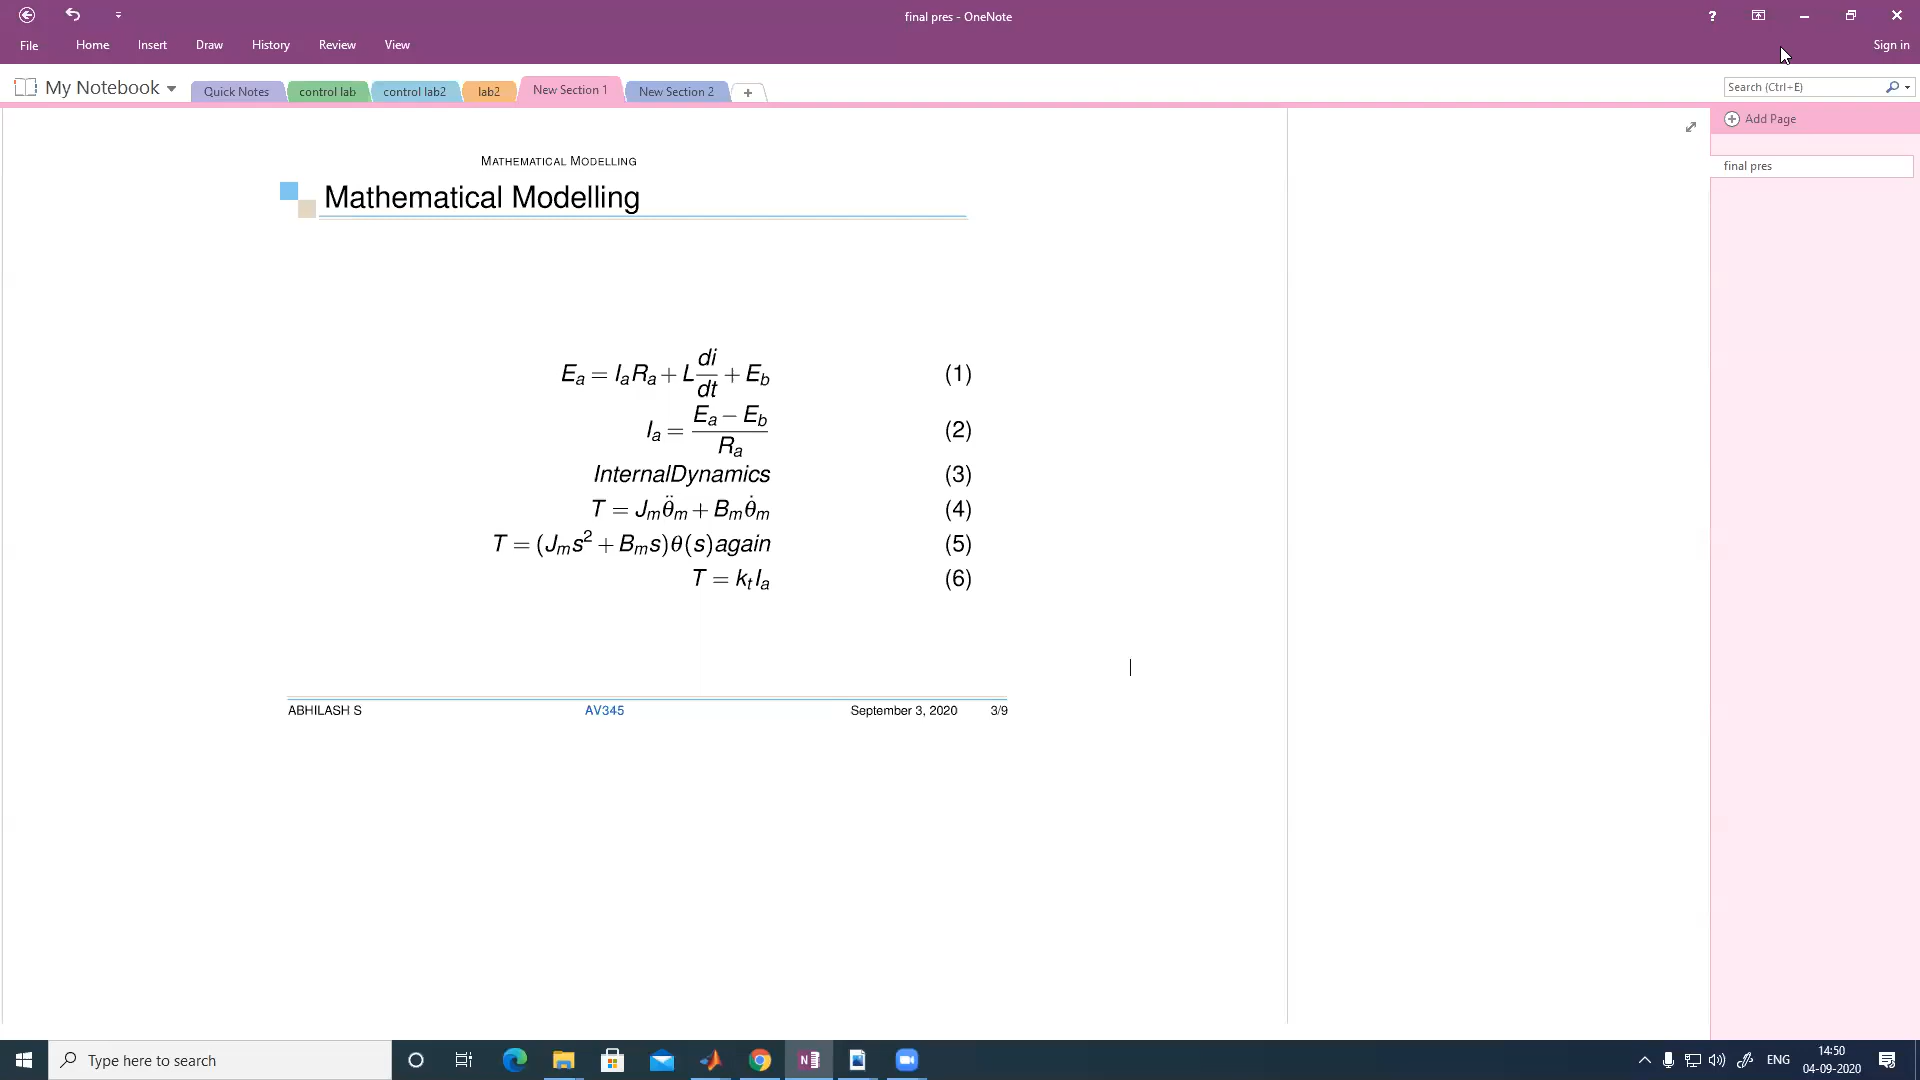 final pres - OneNote
?
File Home Insert Draw History Review View Sign in
My Notebook Quick Notes control lab control lab2 lab2 New Section 1 New Section 2 +
Search (Ctrl+E)
Add Page
final pres
MATHEMATICAL MODELLING
Mathematical Modelling
E_a = I_a R_a + L \frac{di}{dt} + E_b (1)
I_a = \frac{E_a - E_b}{R_a} (2)
InternalDynamics (3)
T = J_m \ddot{θ}_m + B_m \dot{θ}_m (4)
T = (J_m s^2 + B_m s)θ(s)again (5)
T = k_t I_a (6)
ABHILASH S AV345 September 3, 2020 3/9
Type here to search
N
ENG
14:50
04-09-2020